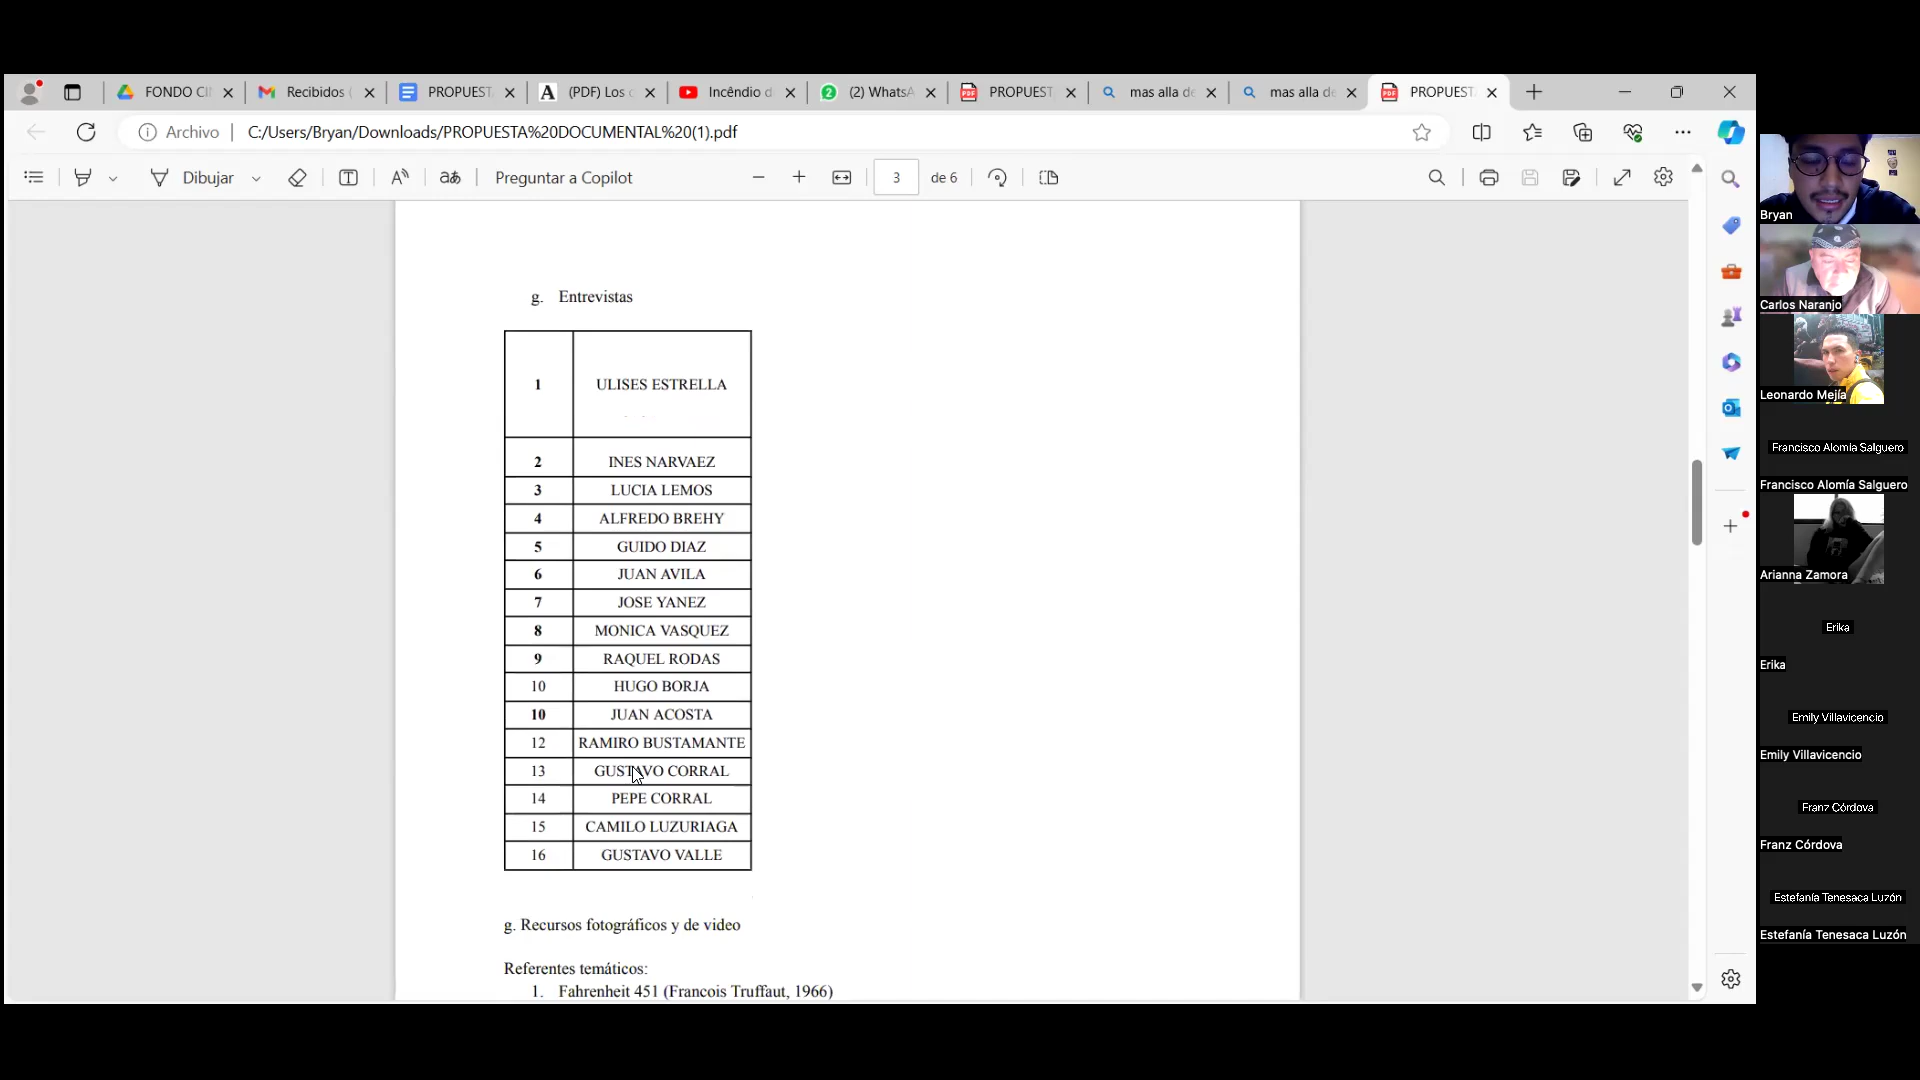 FONDO CI
Recibidos (
PROPUEST
(PDF) Los c
Incêndio d
(2) WhatsA
PROPUEST
mas alla de
mas alla de
PROPUEST
Archivo
C:/Users/Bryan/Downloads/PROPUESTA%20DOCUMENTAL%20(1).pdf
Dibujar
Preguntar a Copilot
3
de 6
g. Entrevistas
1 ULISES ESTRELLA
2 INES NARVAEZ
3 LUCIA LEMOS
4 ALFREDO BREHY
5 GUIDO DIAZ
6 JUAN AVILA
7 JOSE YANEZ
8 MONICA VASQUEZ
9 RAQUEL RODAS
10 HUGO BORJA
10 JUAN ACOSTA
12 RAMIRO BUSTAMANTE
13 GUSTAVO CORRAL
14 PEPE CORRAL
15 CAMILO LUZURIAGA
16 GUSTAVO VALLE
g. Recursos fotográficos y de video
Referentes temáticos:
1. Fahrenheit 451 (Francois Truffaut, 1966)
Bryan
Carlos Naranjo
Leonardo Mejía
Francisco Alomía Salguero
Francisco Alomía Salguero
Arianna Zamora
Erika
Erika
Emily Villavicencio
Emily Villavicencio
Franz Córdova
Franz Córdova
Estefanía Tenesaca Luzón
Estefanía Tenesaca Luzón